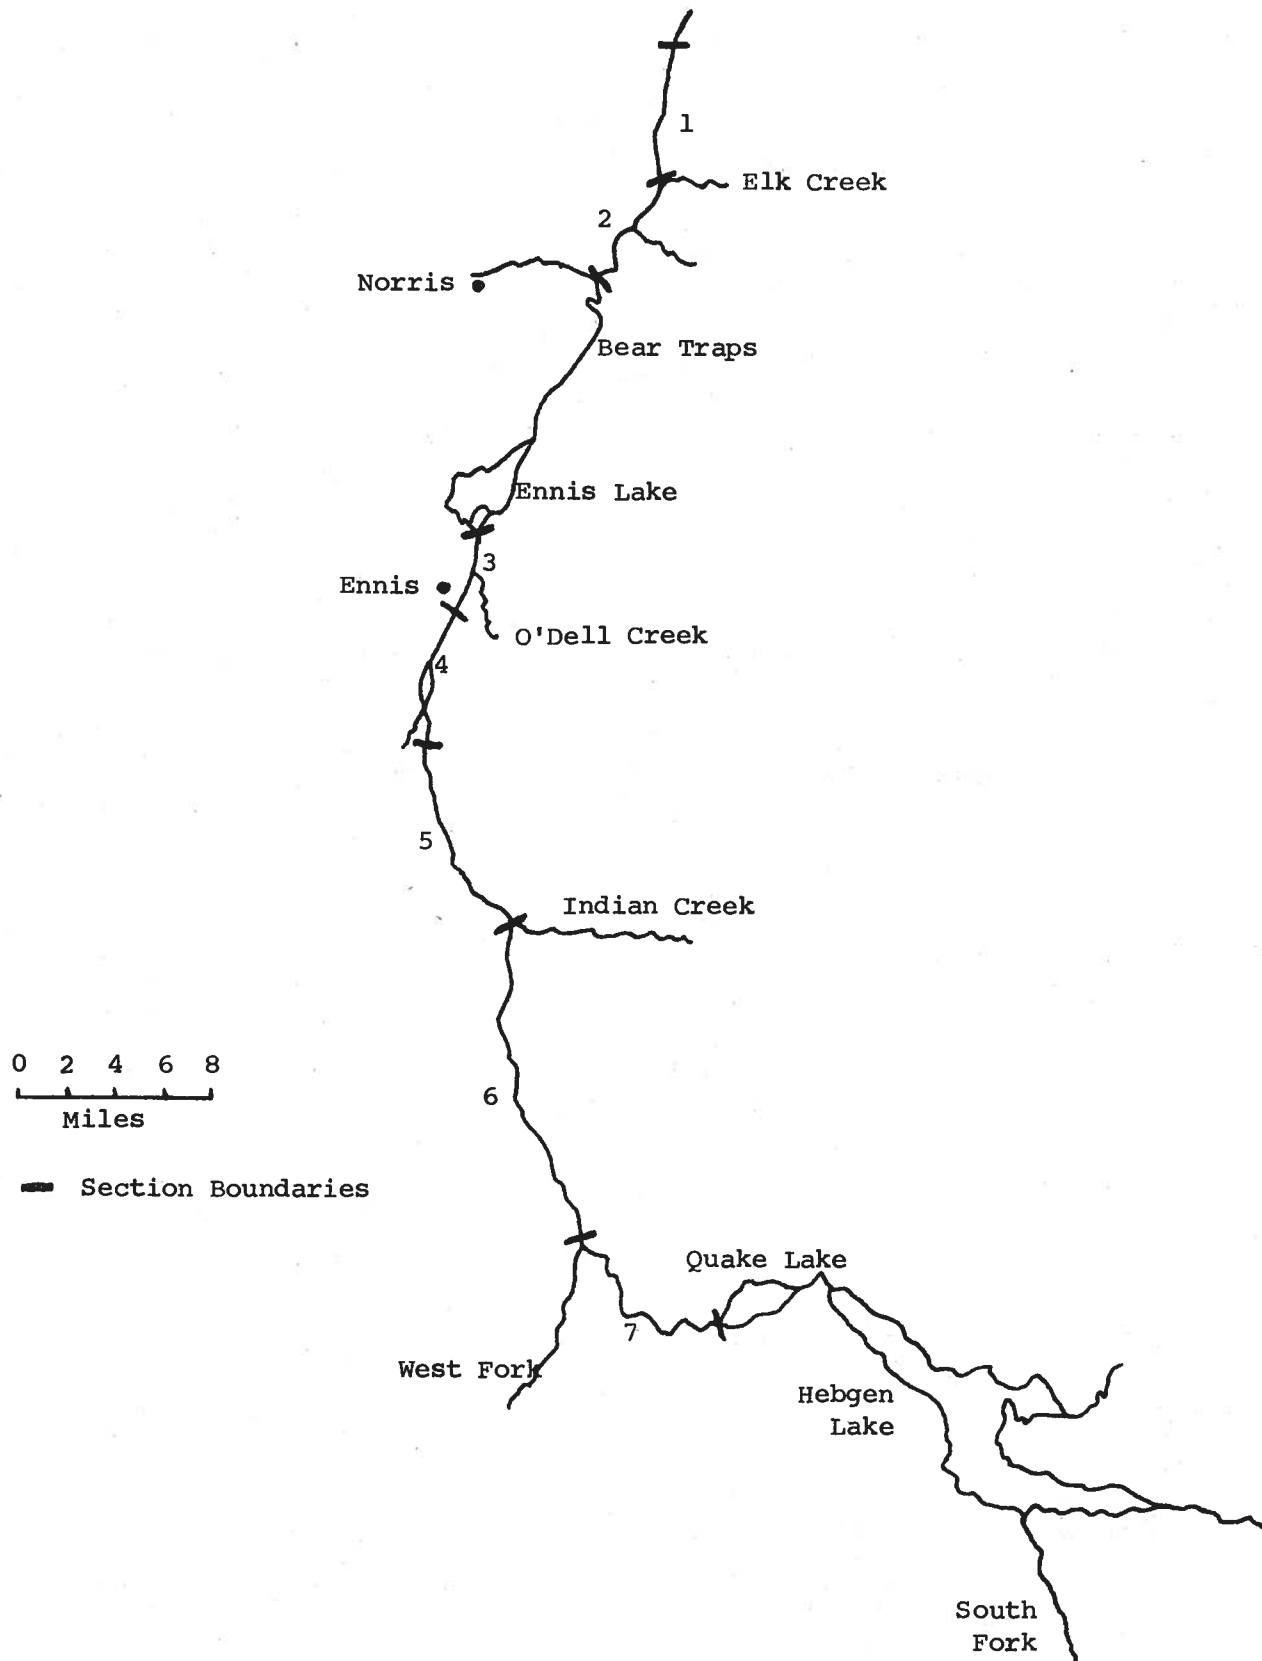 1
Elk Creek
2
Norris
Bear Traps
Ennis Lake
3
Ennis
O'Dell Creek
4
5
Indian Creek
0 2 4 6 8
Miles
6
Section Boundaries
Quake Lake
7
West Fork
Hebgen
Lake
South
Fork